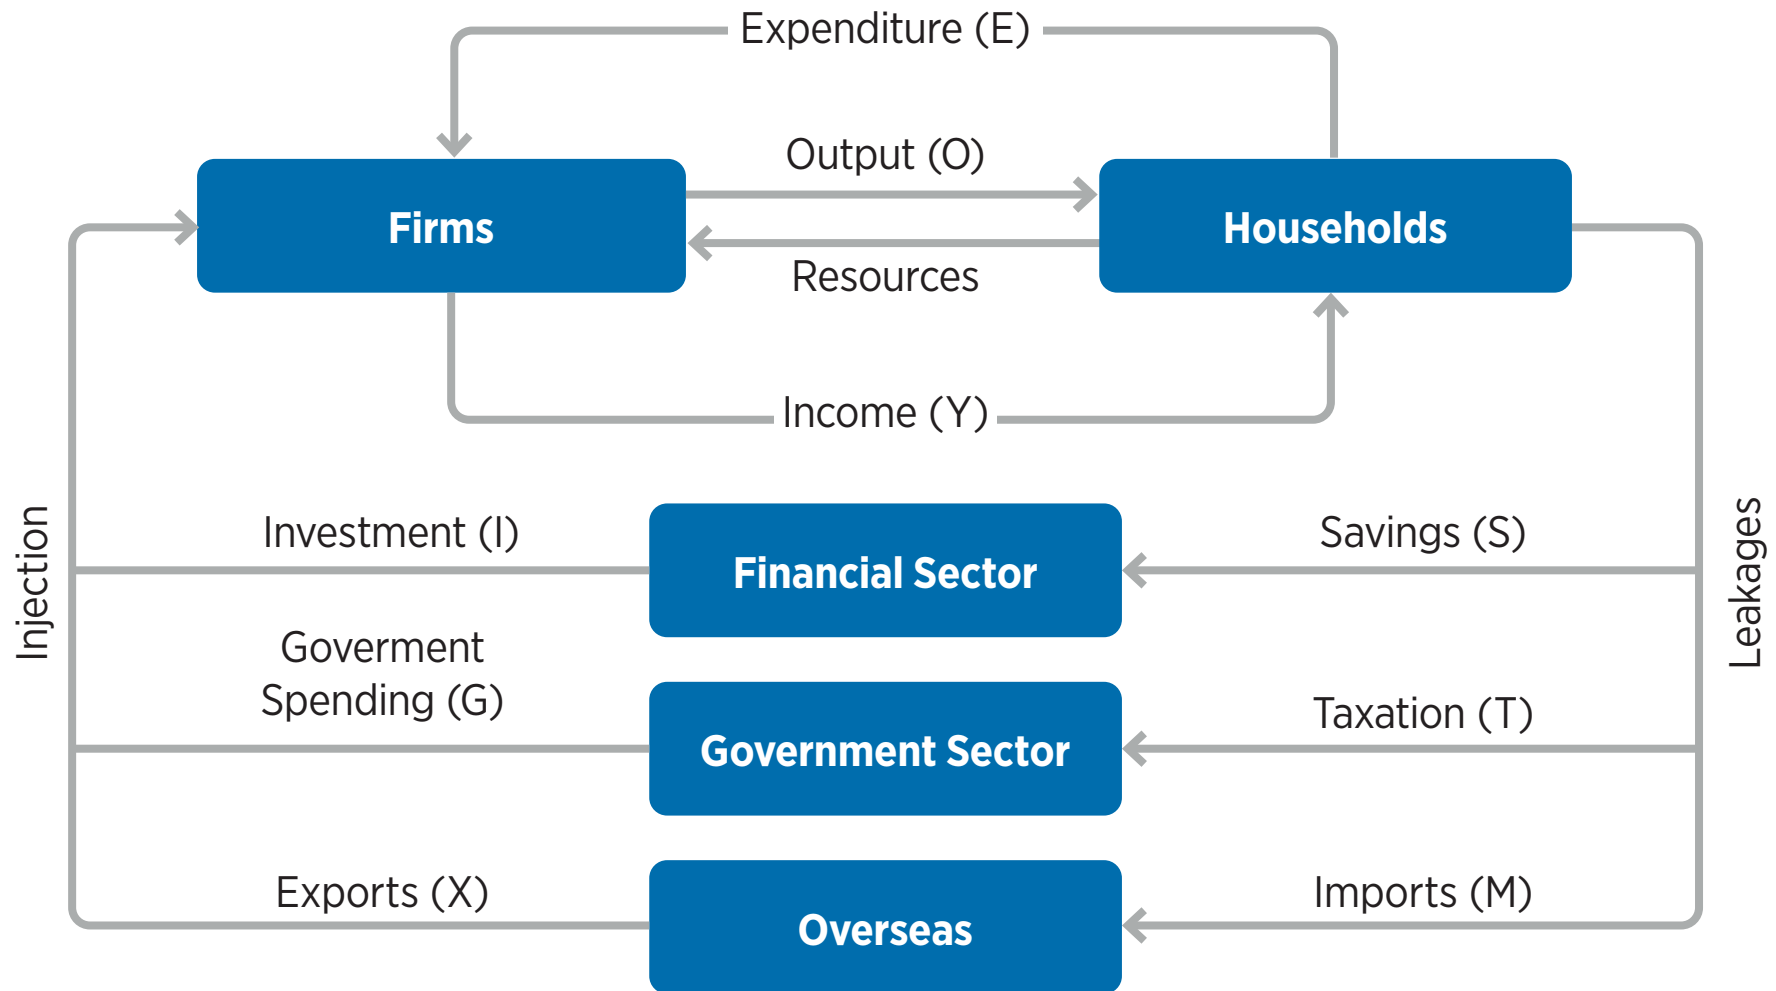 Expenditure (E)
Output (O)
Firms
Households
Resources
Income (Y)
Injection
Leakages
Investment (I)
Financial Sector
Savings (S)
Goverment
Spending (G)
Government Sector
Taxation (T)
Exports (X)
Overseas
Imports (M)